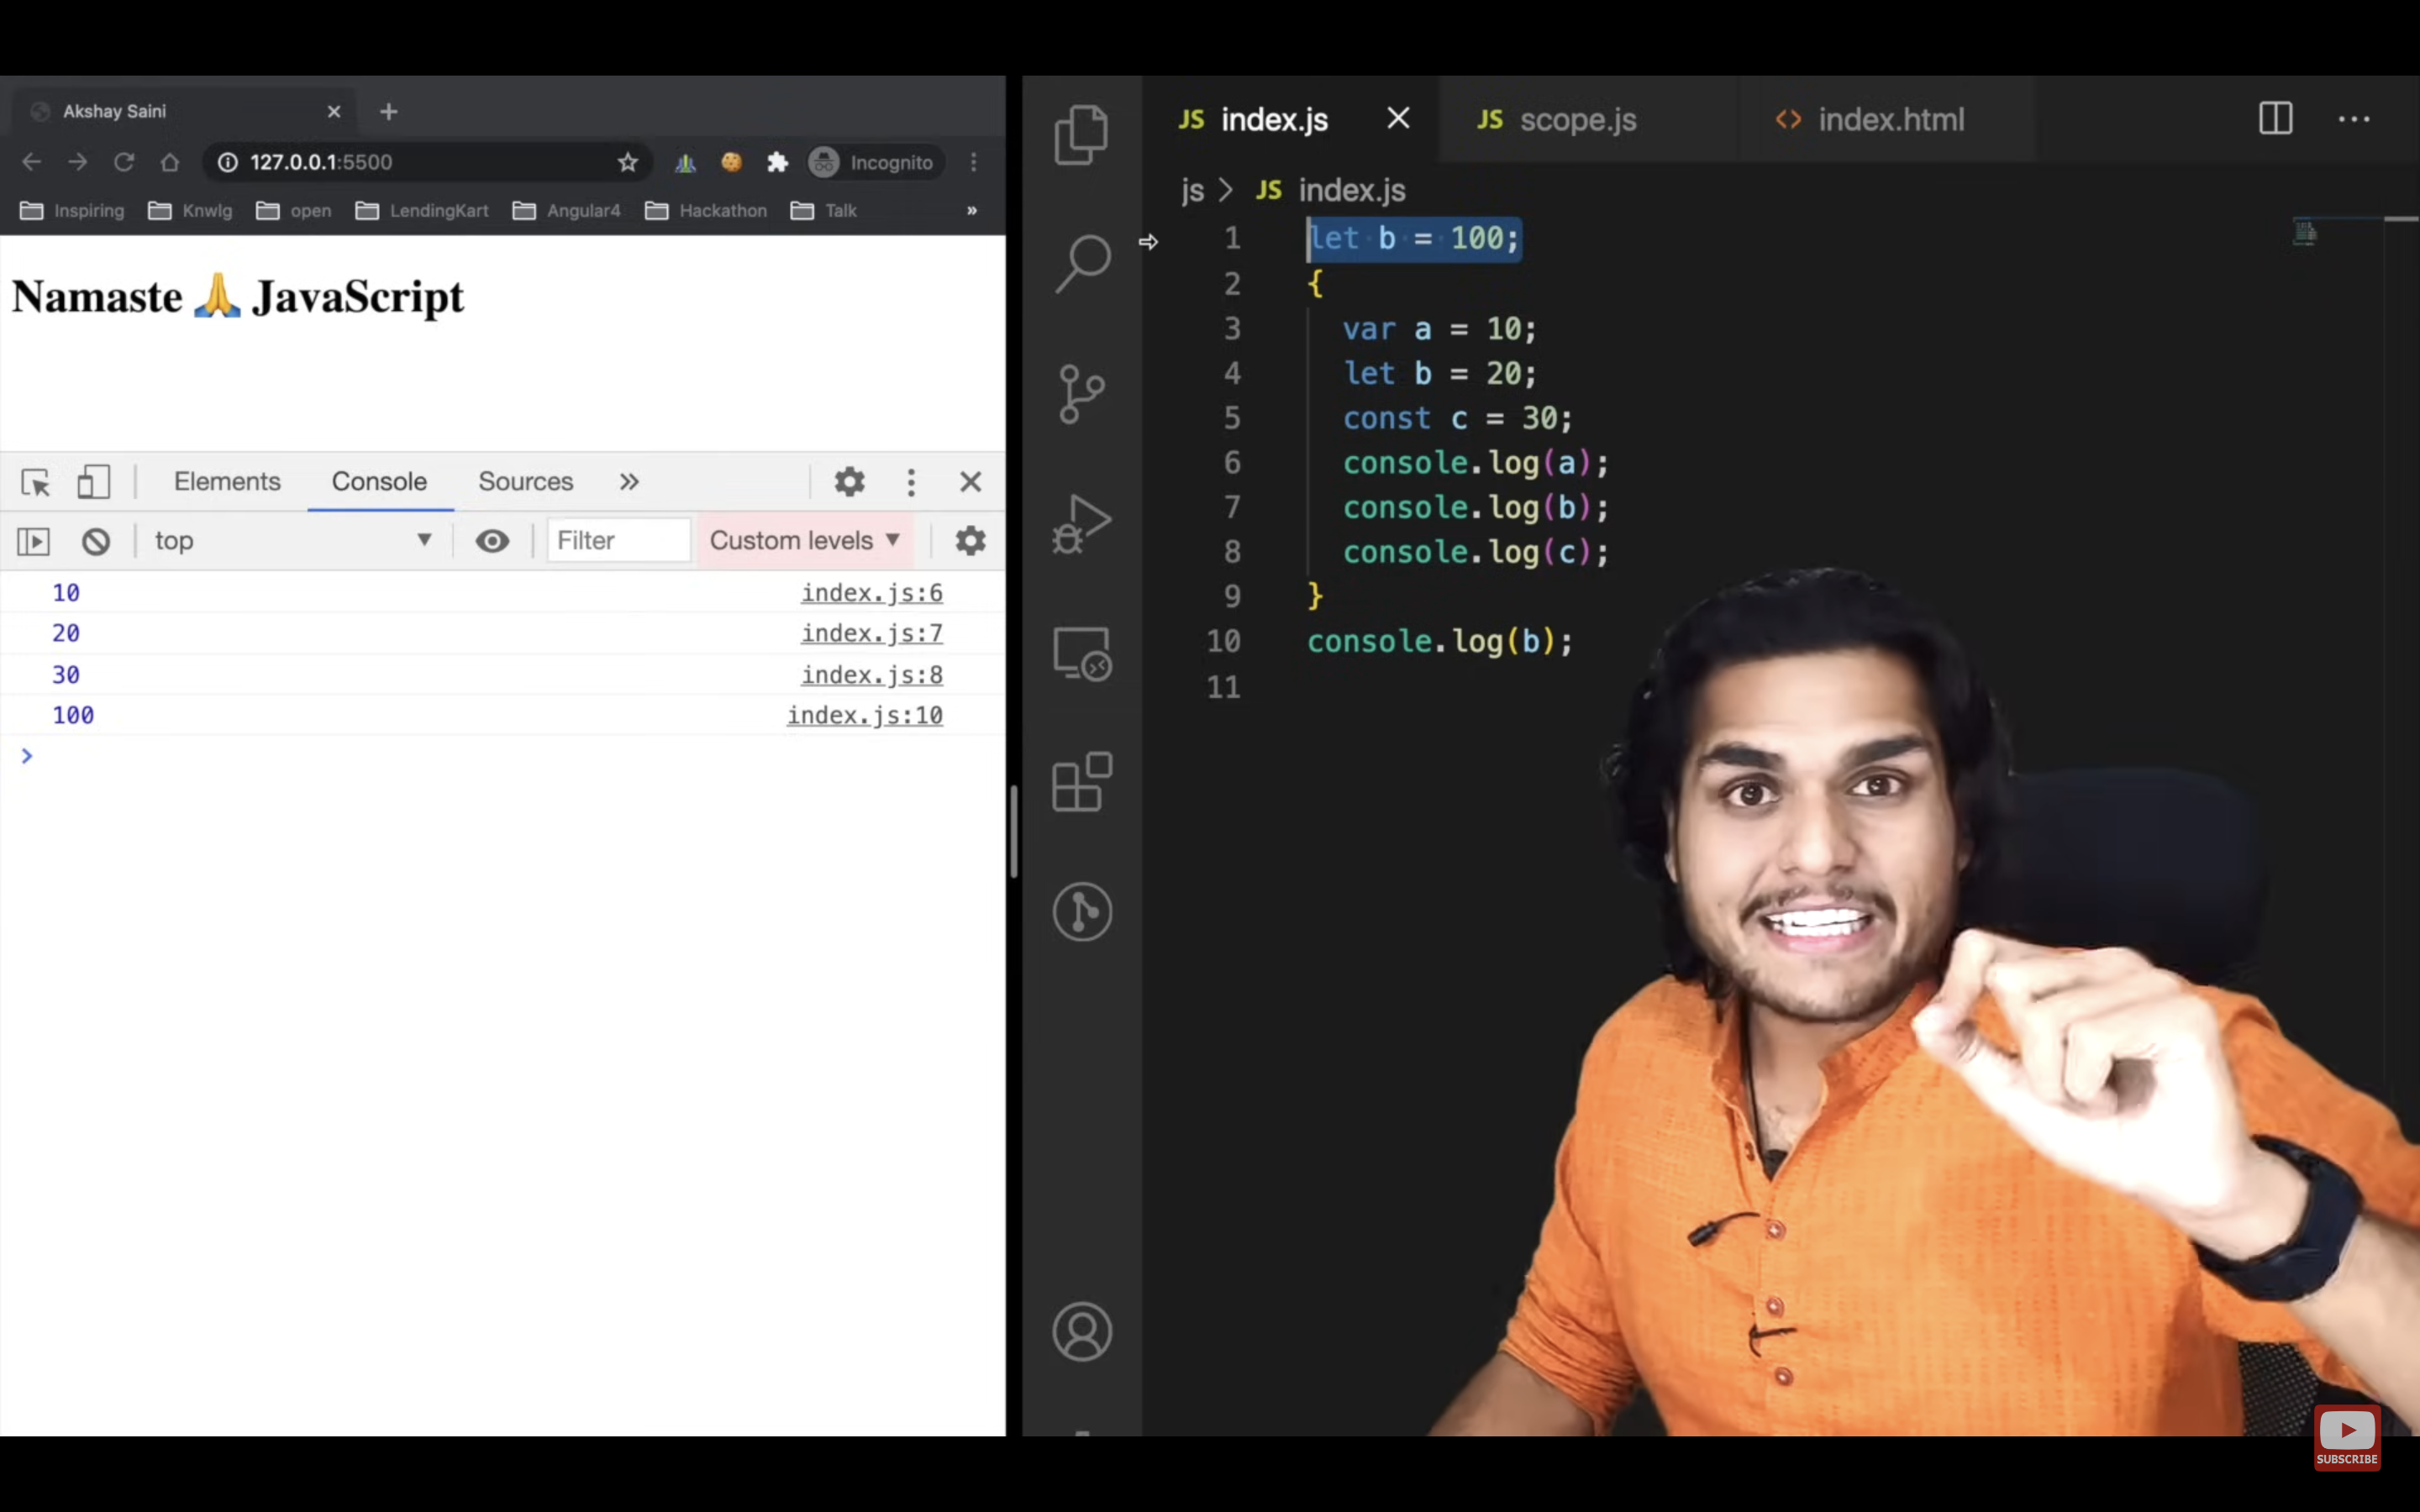 Akshay Saini
127.0.0.1:5500
Incognito
Inspiring Knwlg open LendingKart Angular4 Hackathon Talk »
Namaste 🙏 JavaScript
Elements Console Sources »
top Filter Custom levels
10 index.js:6
20 index.js:7
30 index.js:8
100 index.js:10
>
JS index.js JS scope.js <> index.html
js > JS index.js
1 let b = 100;
2 {
3 var a = 10;
4 let b = 20;
5 const c = 30;
6 console.log(a);
7 console.log(b);
8 console.log(c);
9 }
10 console.log(b);
11
SUBSCRIBE